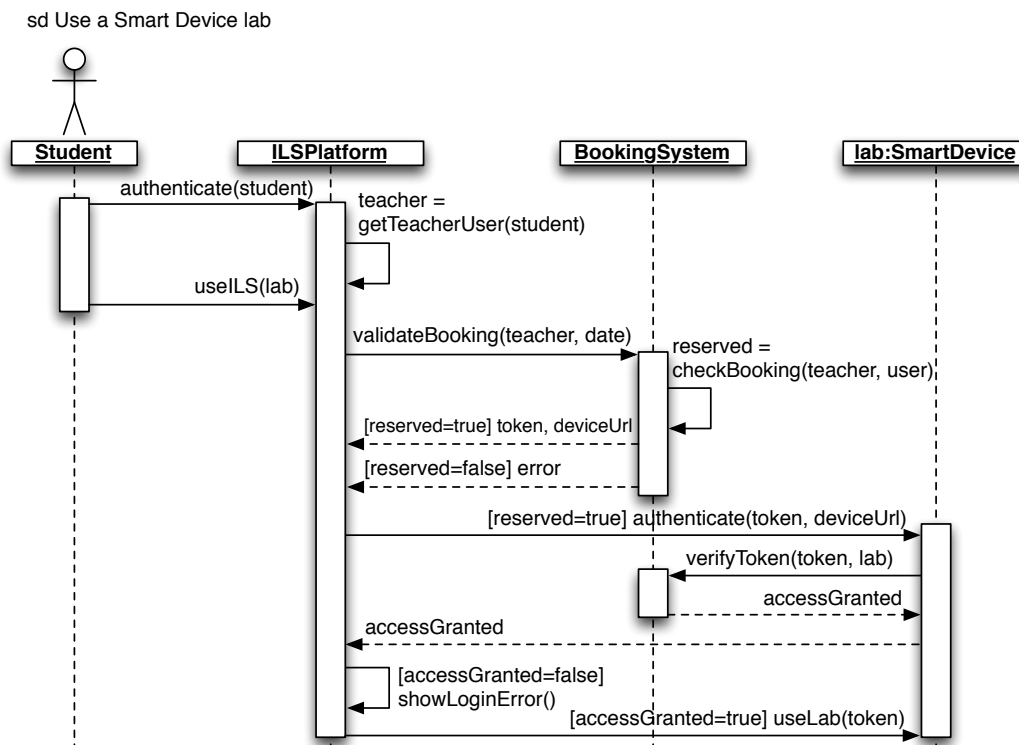 sd Use a Smart Device lab
Student
ILSPlatform
BookingSystem
lab:SmartDevice
authenticate(student)
teacher =
getTeacherUser(student)
useILS(lab)
validateBooking(teacher, date)
reserved =
checkBooking(teacher, user)
[reserved=true] token, deviceUrl
[reserved=false] error
[reserved=true] authenticate(token, deviceUrl)
verifyToken(token, lab)
accessGranted
accessGranted
[accessGranted=false]
showLoginError()
[accessGranted=true] useLab(token)